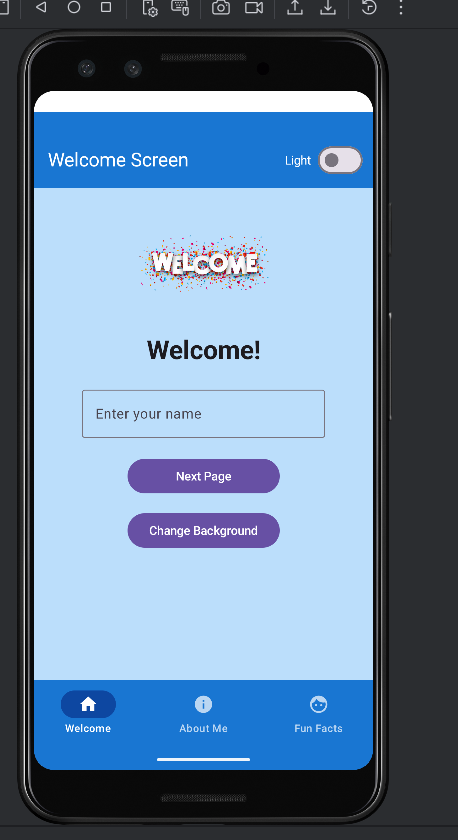 Welcome Screen
Light
WELCOME
Welcome!
Enter your name
Next Page
Change Background
Welcome
About Me
Fun Facts